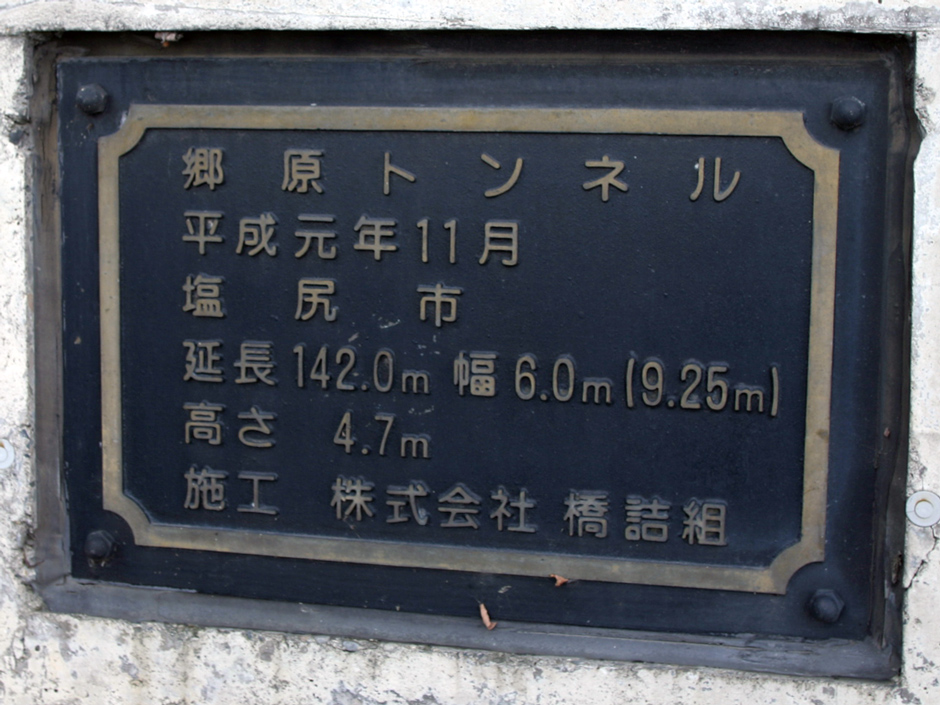 郷原トンネル
平成元年11月
塩尻市
延長142.0m 幅6.0m(9.25m)
高さ 4.7m
施工 株式会社 橋詰組